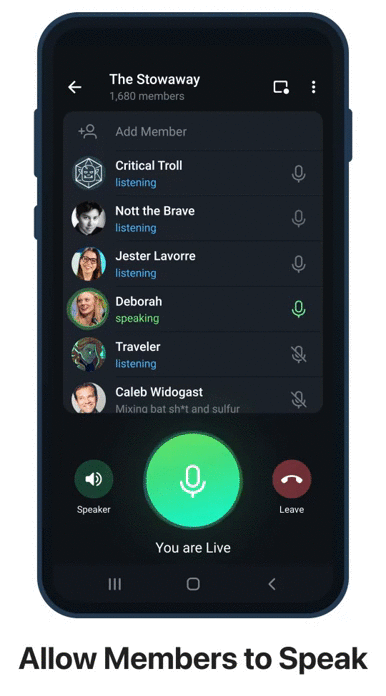 The Stowaway
1,680 members
Add Member
Critical Troll
listening
Nott the Brave
listening
Jester Lavorre
listening
Deborah
speaking
Traveler
listening
Caleb Widogast
Mixing bat sh*t and sulfur
Speaker
Leave
You are Live
Allow Members to Speak